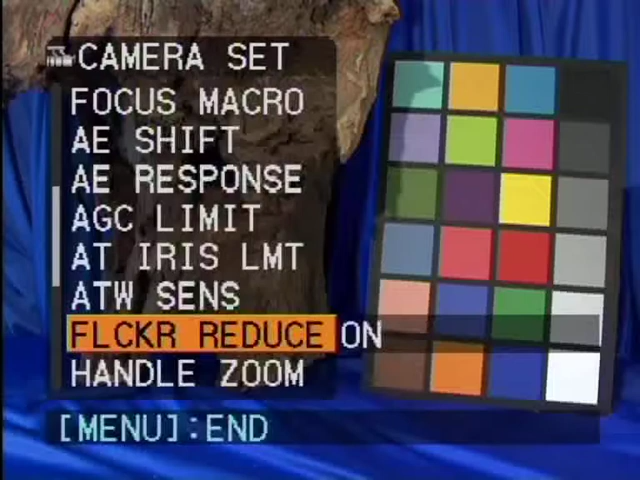 CAMERA SET
FOCUS MACRO
AE SHIFT
AE RESPONSE
AGC LIMIT
AT IRIS LMT
ATW SENS
FLCKR REDUCE ON
HANDLE ZOOM
[MENU]:END